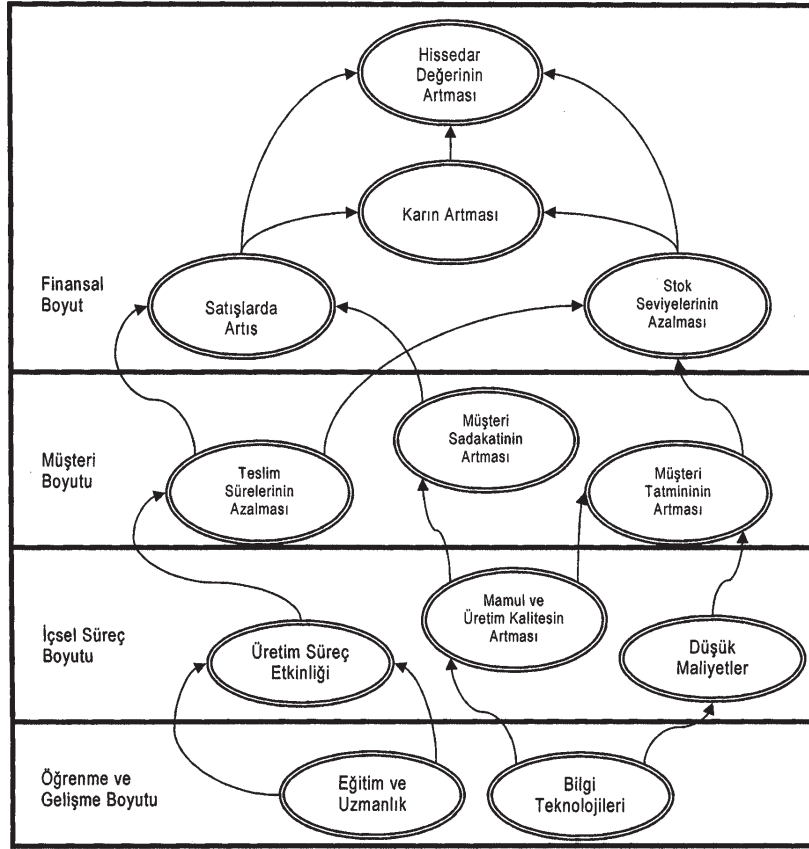 Hissedar
Değerinin
Artması
Karın Artması
Finansal
Boyut
Satışlarda
Artış
Stok
Seviyelerinin
Azalması
Müşteri
Boyutu
Teslim
Sürelerinin
Azalması
Müşteri
Sadakatinin
Artması
Müşteri
Tatmininin
Artması
İçsel Süreç
Boyutu
Üretim Süreç
Etkinliği
Mamul ve
Üretim Kalitesin
Artması
Düşük
Maliyetler
Öğrenme ve
Gelişme Boyutu
Eğitim ve
Uzmanlık
Bilgi
Teknolojileri